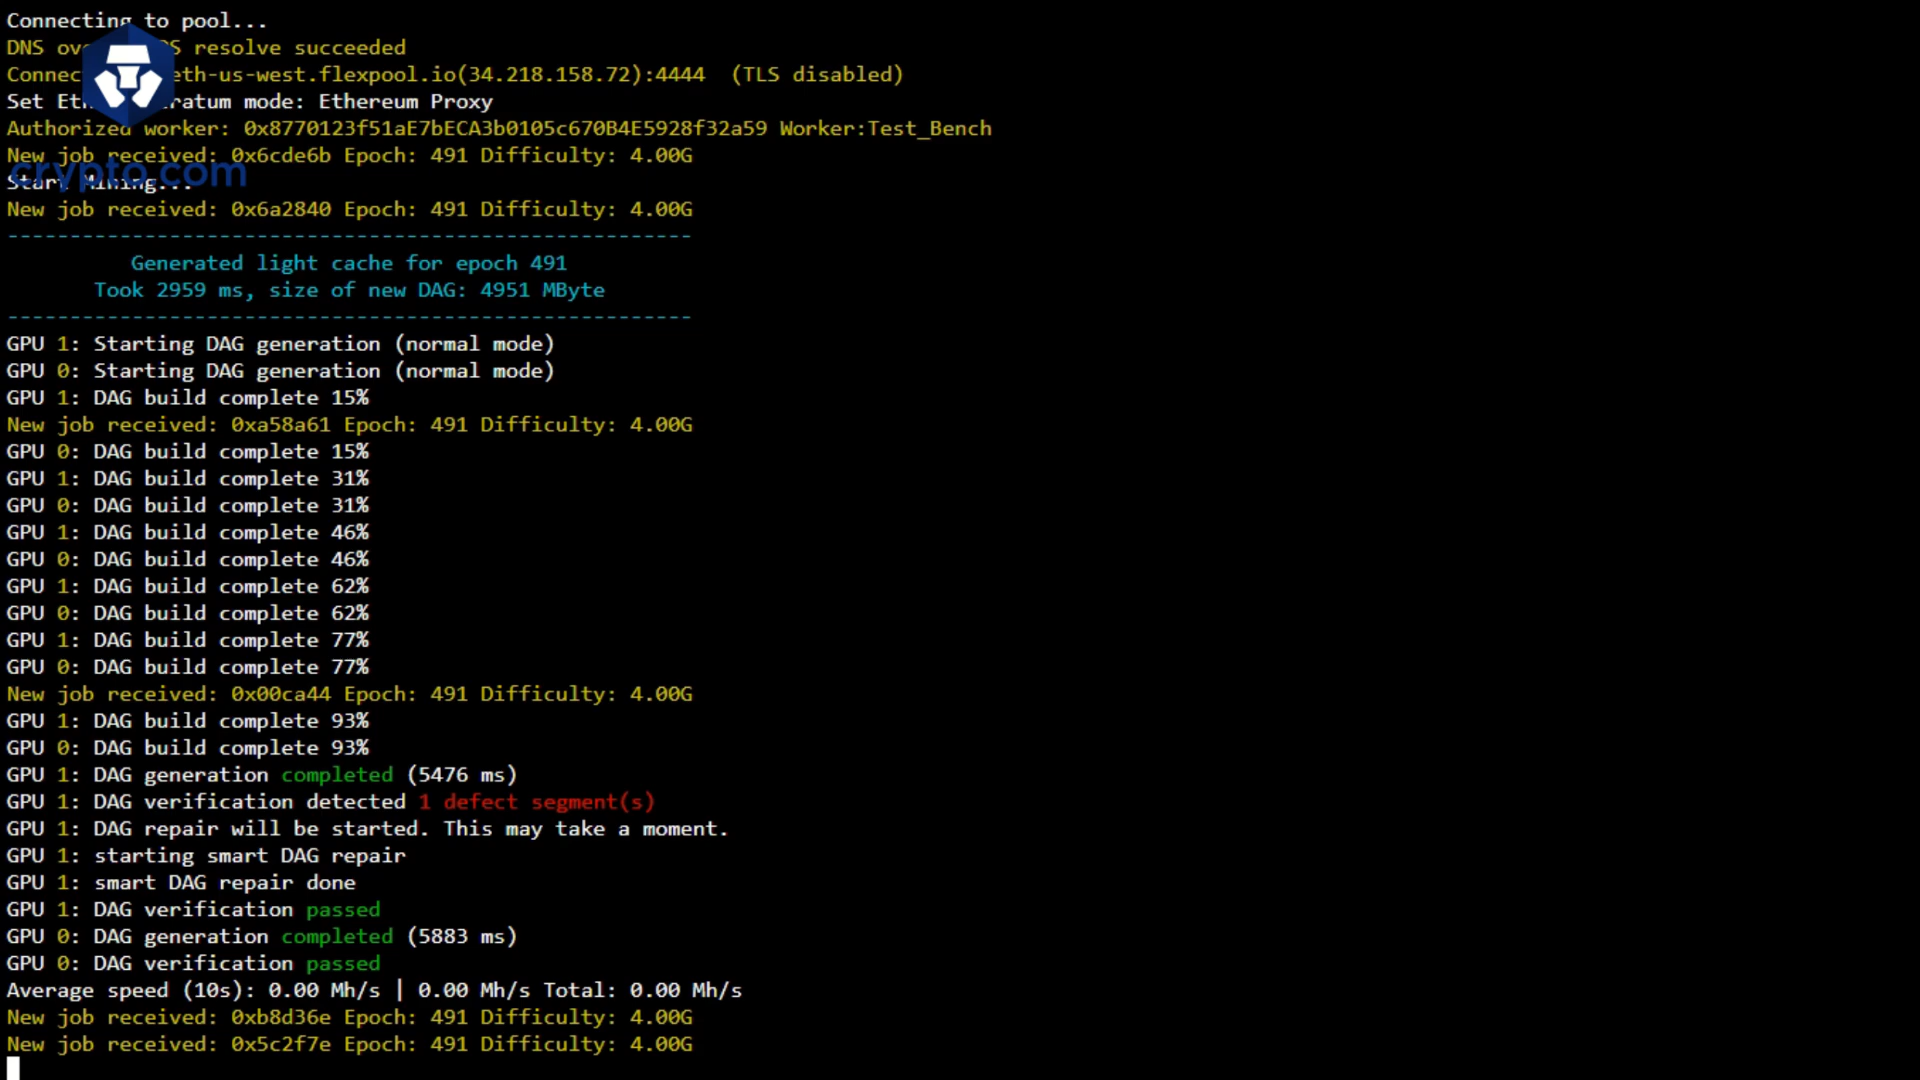 Connecting to pool...
DNS ov S resolve succeeded
Connec eth-us-west.flexpool.io(34.218.158.72):4444 (TLS disabled)
Set Et ratum mode: Ethereum Proxy
Authorized worker: 0x8770123f51aE7bECA3b0105c670B4E5928f32a59 Worker:Test_Bench
New job received: 0x6cde6b Epoch: 491 Difficulty: 4.00G
crypto.com
Start Mining...
New job received: 0x6a2840 Epoch: 491 Difficulty: 4.00G
-------------------------------------------------------
Generated light cache for epoch 491
Took 2959 ms, size of new DAG: 4951 MByte
-------------------------------------------------------
GPU 1: Starting DAG generation (normal mode)
GPU 0: Starting DAG generation (normal mode)
GPU 1: DAG build complete 15%
New job received: 0xa58a61 Epoch: 491 Difficulty: 4.00G
GPU 0: DAG build complete 15%
GPU 1: DAG build complete 31%
GPU 0: DAG build complete 31%
GPU 1: DAG build complete 46%
GPU 0: DAG build complete 46%
GPU 1: DAG build complete 62%
GPU 0: DAG build complete 62%
GPU 1: DAG build complete 77%
GPU 0: DAG build complete 77%
New job received: 0x00ca44 Epoch: 491 Difficulty: 4.00G
GPU 1: DAG build complete 93%
GPU 0: DAG build complete 93%
GPU 1: DAG generation completed (5476 ms)
GPU 1: DAG verification detected 1 defect segment(s)
GPU 1: DAG repair will be started. This may take a moment.
GPU 1: starting smart DAG repair
GPU 1: smart DAG repair done
GPU 1: DAG verification passed
GPU 0: DAG generation completed (5883 ms)
GPU 0: DAG verification passed
Average speed (10s): 0.00 Mh/s | 0.00 Mh/s Total: 0.00 Mh/s
New job received: 0xb8d36e Epoch: 491 Difficulty: 4.00G
New job received: 0x5c2f7e Epoch: 491 Difficulty: 4.00G